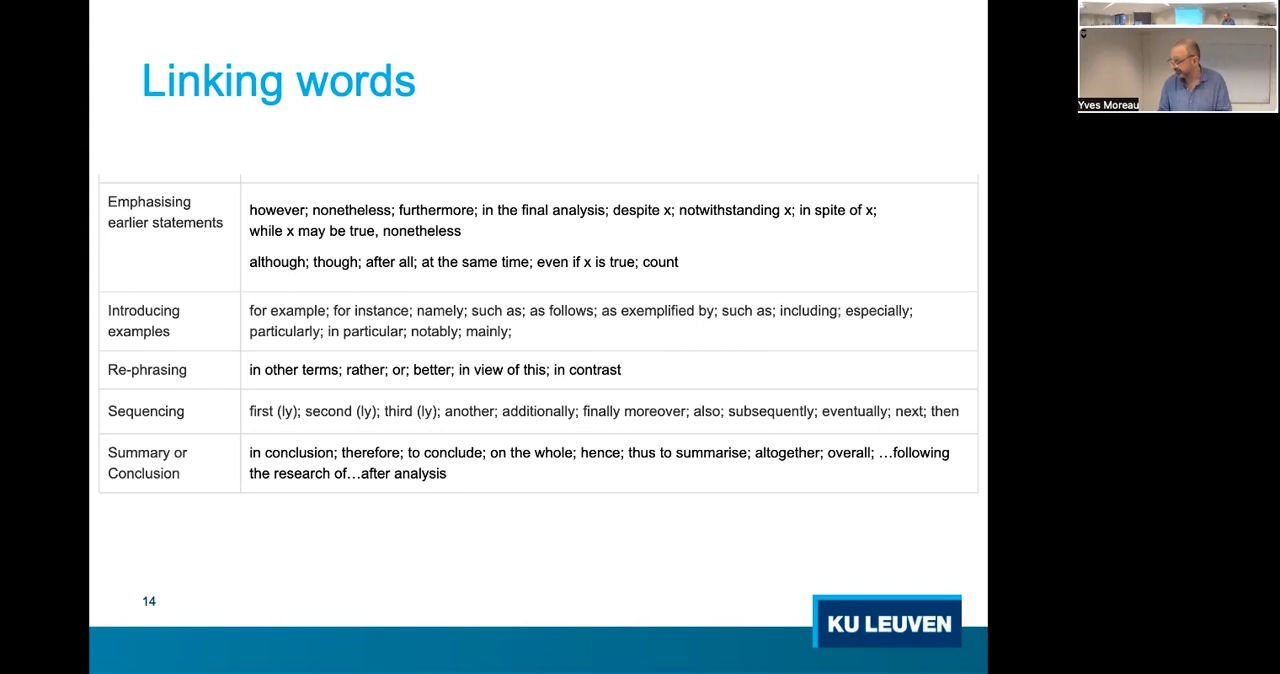 Linking words
Emphasising
earlier statements
however; nonetheless; furthermore; in the final analysis; despite x; notwithstanding x; in spite of x;
while x may be true, nonetheless
although; though; after all; at the same time; even if x is true; count
Introducing
examples
for example; for instance; namely; such as; as follows; as exemplified by; such as; including; especially;
particularly; in particular; notably; mainly;
Re-phrasing
in other terms; rather; or; better; in view of this; in contrast
Sequencing
first (ly); second (ly); third (ly); another; additionally; finally moreover; also; subsequently; eventually; next; then
Summary or
Conclusion
in conclusion; therefore; to conclude; on the whole; hence; thus to summarise; altogether; overall; …following
the research of…after analysis
14
KU LEUVEN
Yves Moreau